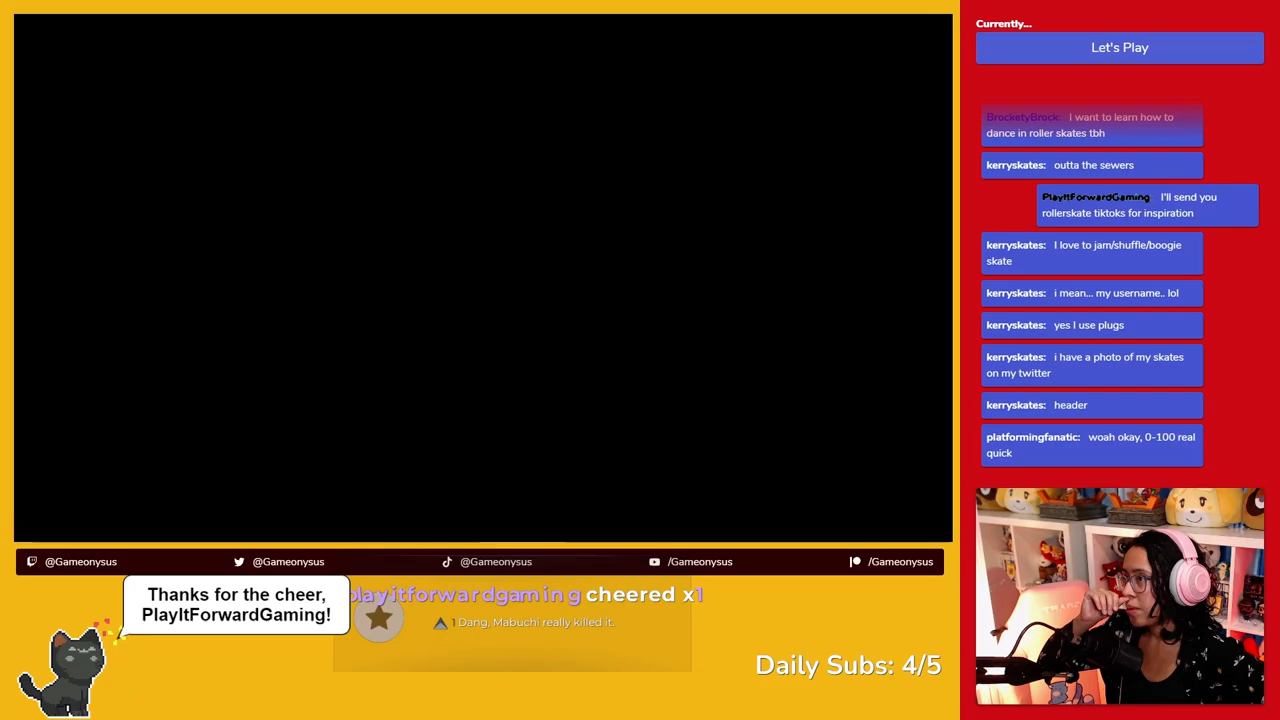 Currently...
Let's Play
BrocketyBrock: I want to learn how to
dance in roller skates tbh
kerryskates: outta the sewers
PlayItForwardGaming I'll send you
rollerskate tiktoks for inspiration
kerryskates: I love to jam/shuffle/boogie
skate
kerryskates: i mean... my username.. lol
kerryskates: yes I use plugs
kerryskates: i have a photo of my skates
on my twitter
kerryskates: header
platformingfanatic: woah okay, 0-100 real
quick
@Gameonysus
@Gameonysus
@Gameonysus
/Gameonysus
/Gameonysus
Thanks for the cheer,
PlayItForwardGaming!
playitforwardgaming cheered x1
1 Dang, Mabuchi really killed it.
Daily Subs: 4/5